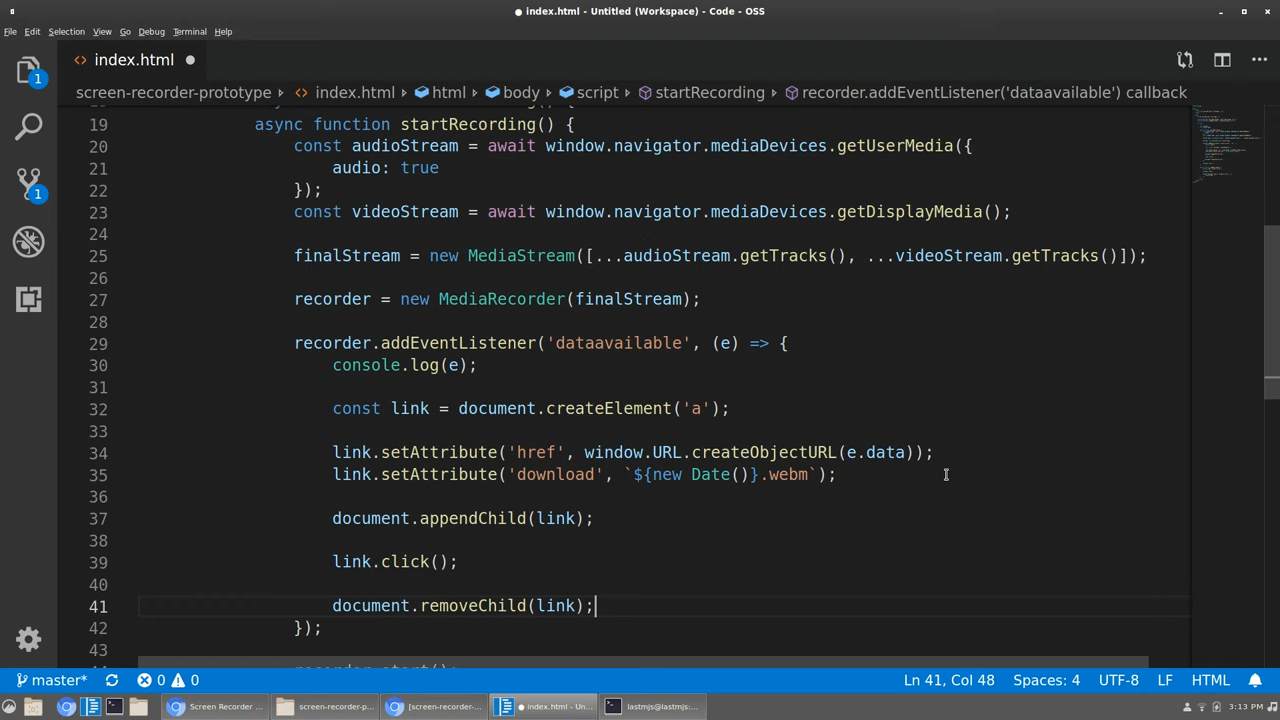 ● index.html - Untitled (Workspace) - Code - OSS
File Edit Selection View Go Debug Terminal Help
1 index.html ●
screen-recorder-prototype › index.html › html › body › script › startRecording › recorder.addEventListener('dataavailable') callback
19 async function startRecording() {
20 const audioStream = await window.navigator.mediaDevices.getUserMedia({
21 audio: true
22 });
23 const videoStream = await window.navigator.mediaDevices.getDisplayMedia();
24
25 finalStream = new MediaStream([...audioStream.getTracks(), ...videoStream.getTracks()]);
26
27 recorder = new MediaRecorder(finalStream);
28
29 recorder.addEventListener('dataavailable', (e) => {
30 console.log(e);
31
32 const link = document.createElement('a');
33
34 link.setAttribute('href', window.URL.createObjectURL(e.data));
35 link.setAttribute('download', `${new Date()}.webm`);
36
37 document.appendChild(link);
38
39 link.click();
40
41 document.removeChild(link);
42 });
43
1
master* 0 0 Ln 41, Col 48 Spaces: 4 UTF-8 LF HTML
Screen Recorder ... screen-recorder-p... [screen-recorder-... ● index.html - Un... lastmjs@lastmjs:... 3:13 PM